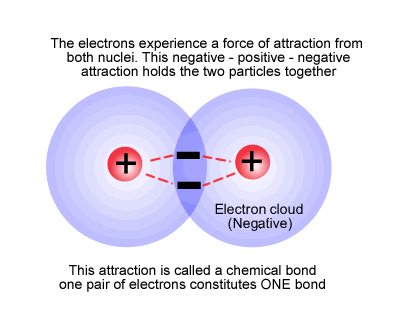 The electrons experience a force of attraction from
both nuclei. This negative - positive - negative
attraction holds the two particles together
+ − +
−
Electron cloud
(Negative)
This attraction is called a chemical bond
one pair of electrons constitutes ONE bond